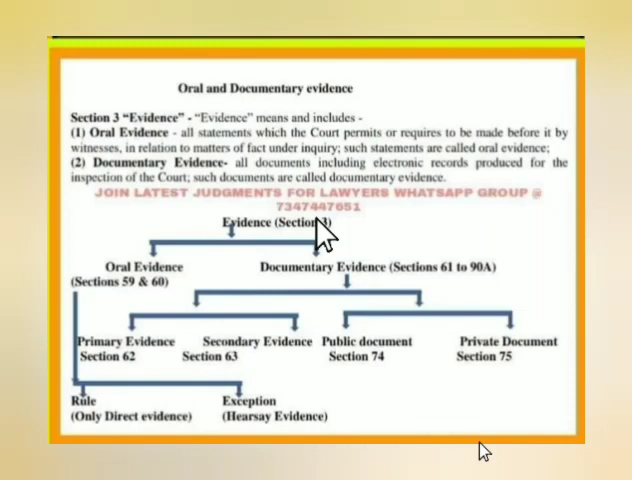 Oral and Documentary evidence
Section 3 “Evidence” - “Evidence” means and includes -
(1) Oral Evidence - all statements which the Court permits or requires to be made before it by
witnesses, in relation to matters of fact under inquiry; such statements are called oral evidence;
(2) Documentary Evidence- all documents including electronic records produced for the
inspection of the Court; such documents are called documentary evidence.
JOIN LATEST JUDGMENTS FOR LAWYERS WHATSAPP GROUP @
7347447651
Evidence (Section 3)
Oral Evidence Documentary Evidence (Sections 61 to 90A)
(Sections 59 & 60)
Primary Evidence Secondary Evidence Public document Private Document
Section 62 Section 63 Section 74 Section 75
Rule Exception
(Only Direct evidence) (Hearsay Evidence)